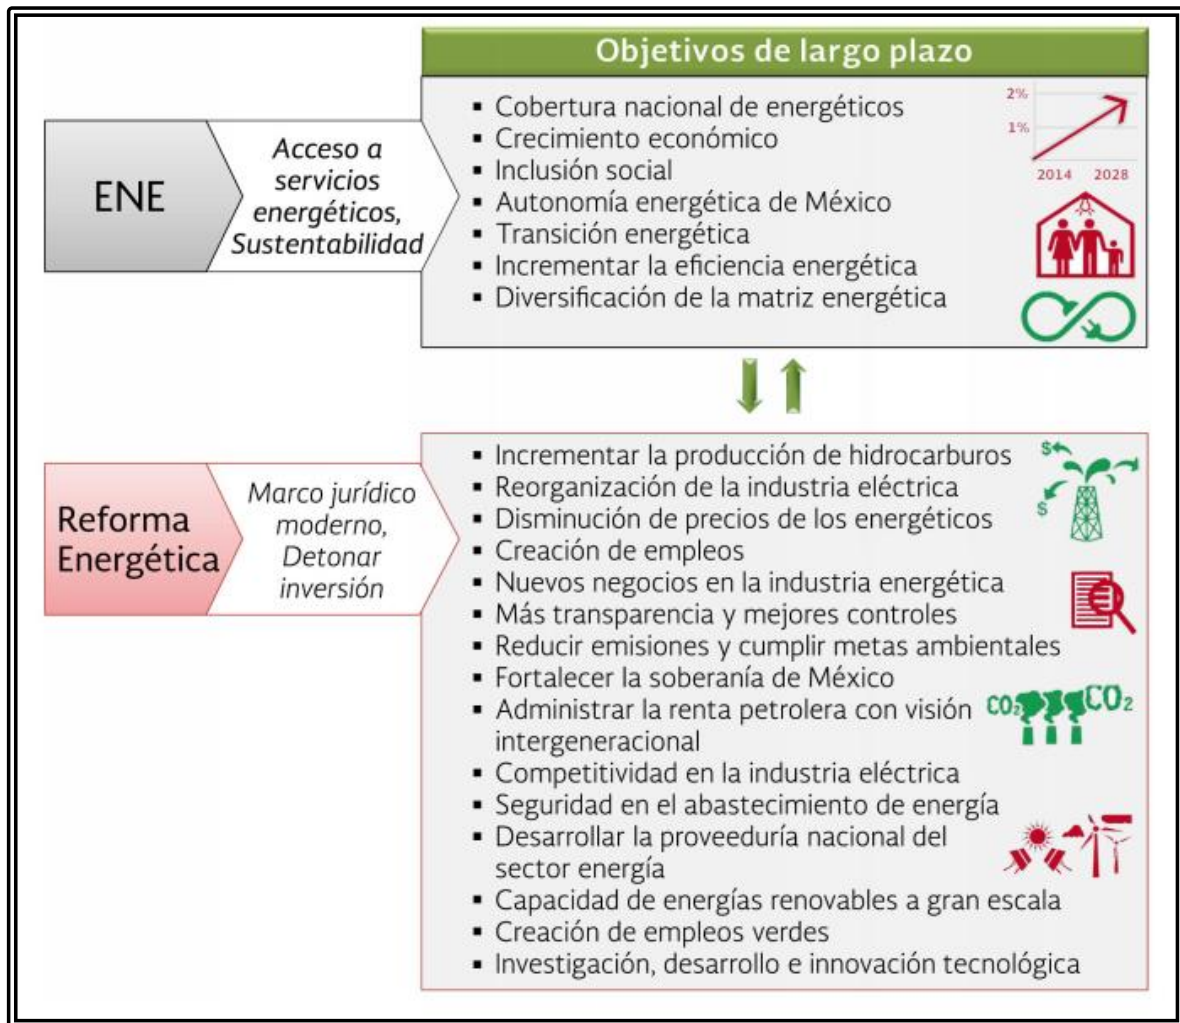 Objetivos de largo plazo
ENE
Acceso a
servicios
energéticos,
Sustentabilidad
▪ Cobertura nacional de energéticos
▪ Crecimiento económico
▪ Inclusión social
▪ Autonomía energética de México
▪ Transición energética
▪ Incrementar la eficiencia energética
▪ Diversificación de la matriz energética
2%
1%
2014 2028
Reforma
Energética
Marco jurídico
moderno,
Detonar
inversión
▪ Incrementar la producción de hidrocarburos
▪ Reorganización de la industria eléctrica
▪ Disminución de precios de los energéticos
▪ Creación de empleos
▪ Nuevos negocios en la industria energética
▪ Más transparencia y mejores controles
▪ Reducir emisiones y cumplir metas ambientales
▪ Fortalecer la soberanía de México
▪ Administrar la renta petrolera con visión
intergeneracional
▪ Competitividad en la industria eléctrica
▪ Seguridad en el abastecimiento de energía
▪ Desarrollar la proveeduría nacional del
sector energía
▪ Capacidad de energías renovables a gran escala
▪ Creación de empleos verdes
▪ Investigación, desarrollo e innovación tecnológica
$
$
CO₂ CO₂